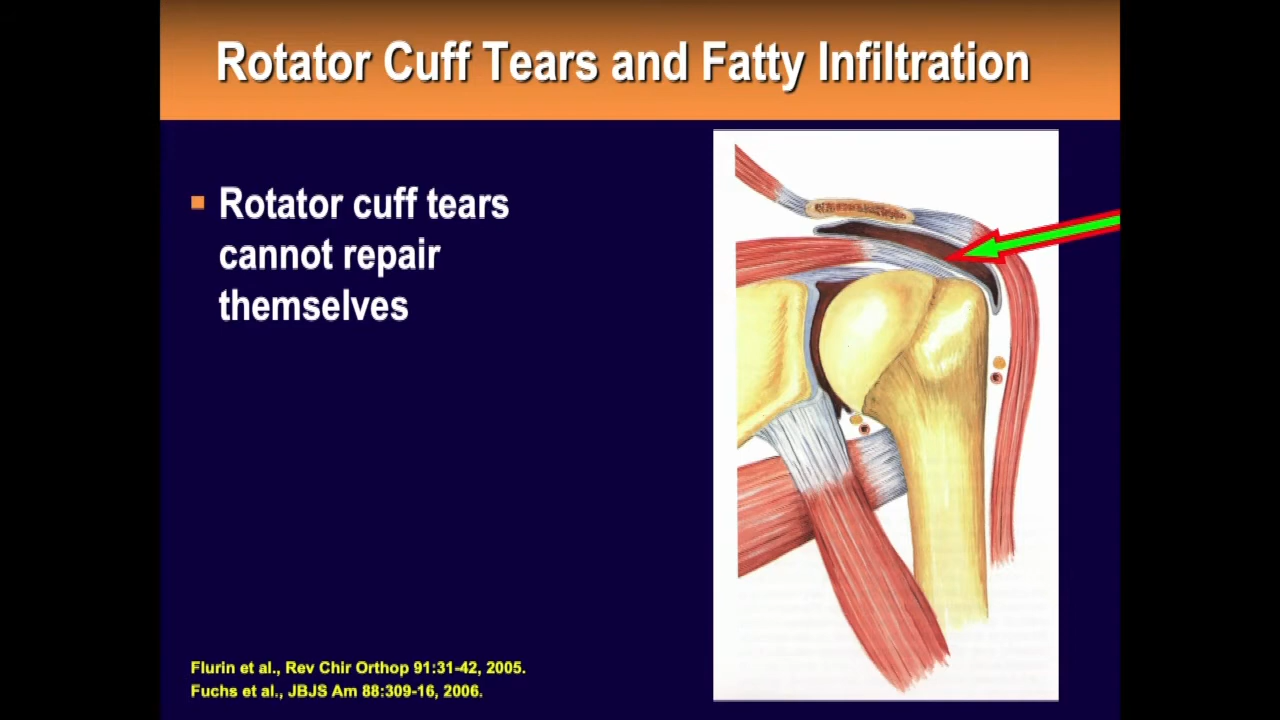 Rotator Cuff Tears and Fatty Infiltration
Rotator cuff tears
cannot repair
themselves
Flurin et al., Rev Chir Orthop 91:31-42, 2005.
Fuchs et al., JBJS Am 88:309-16, 2006.